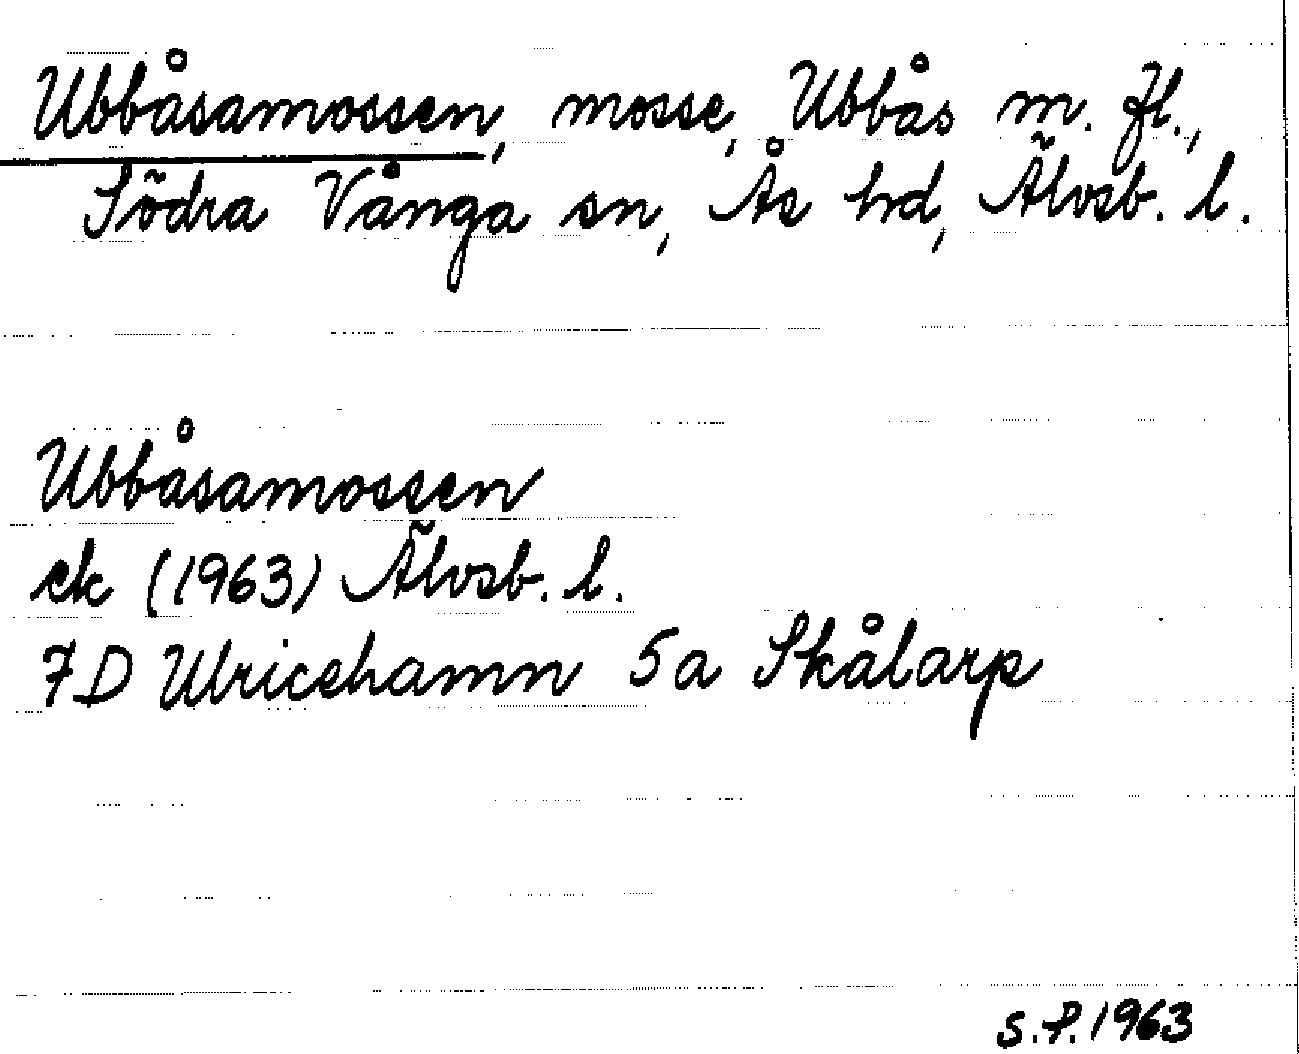 Ubbåsamossen, mosse, Ubbås m. fl.,
Södra Vånga sn, Ås hd, Älvsb. l.
Ubbåsamossen
ek (1963) Älvsb. l.
7D Ulricehamn 5a Skålarp
S.P. 1963